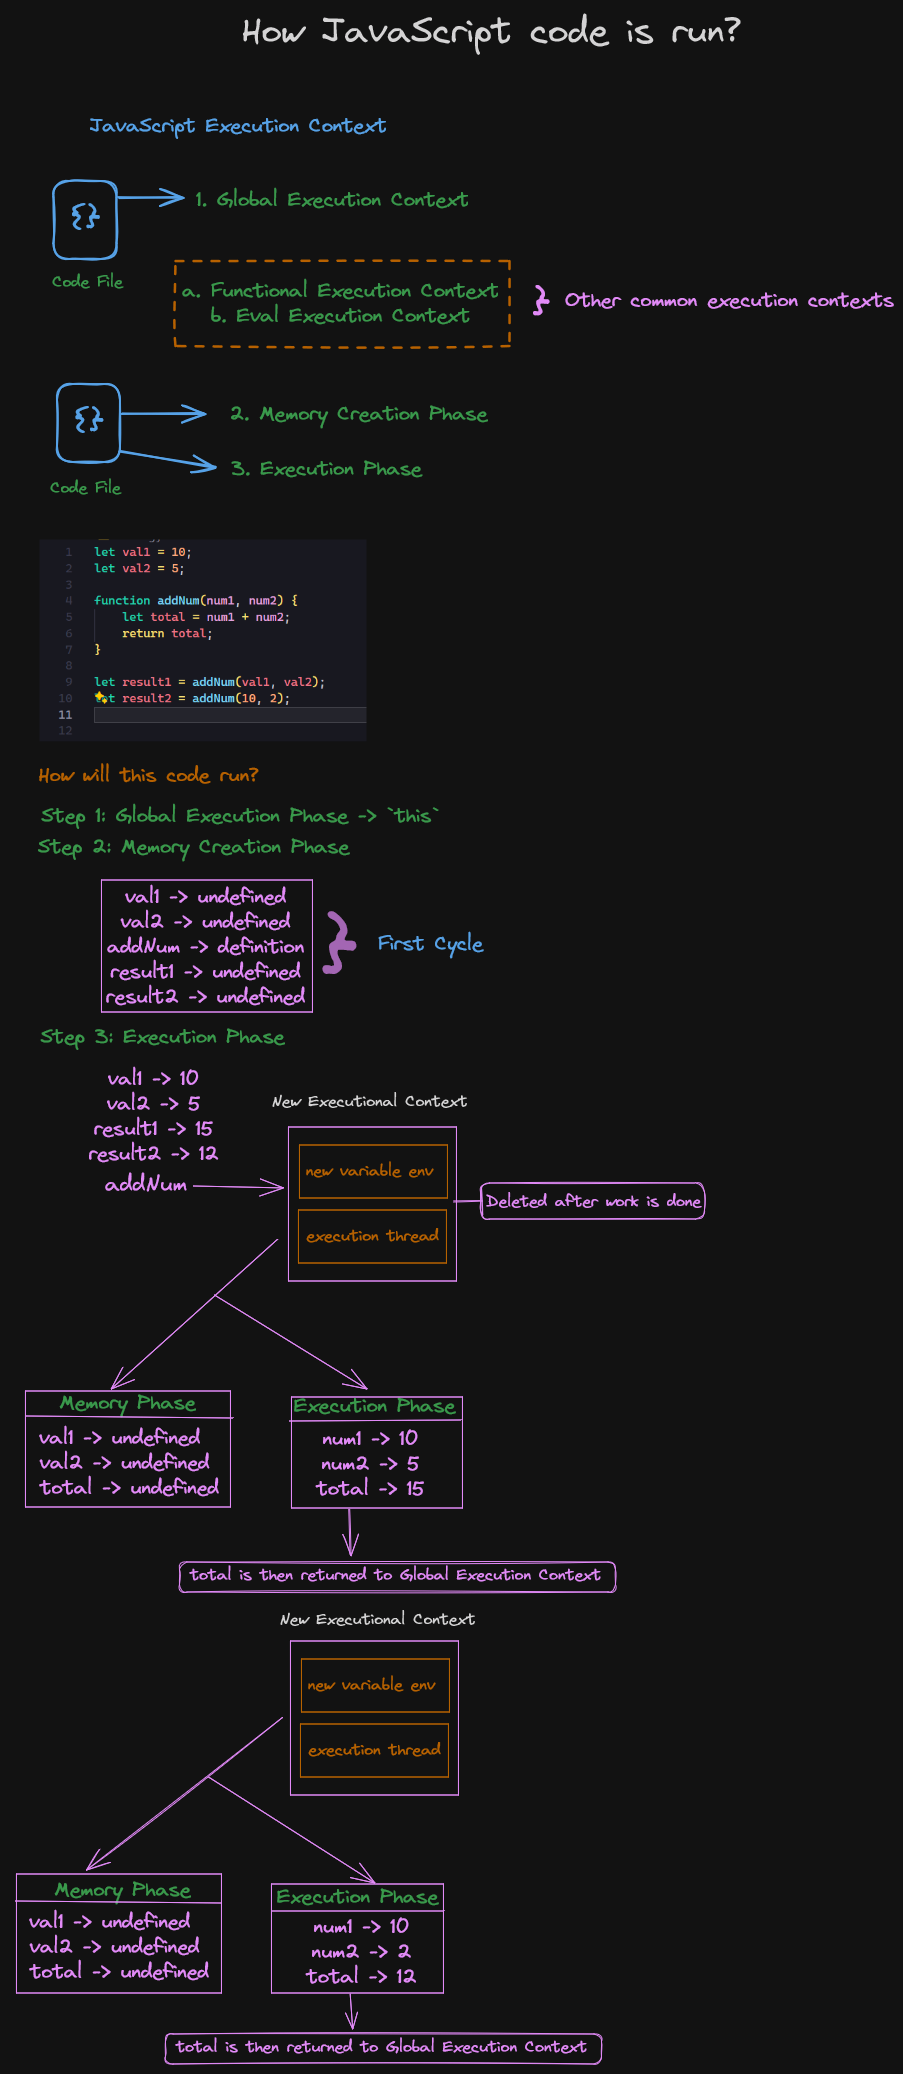 How JavaScript code is run?
JavaScript Execution Context
{}
1. Global Execution Context
Code File
a. Functional Execution Context
b. Eval Execution Context
} Other common execution contexts
{}
2. Memory Creation Phase
3. Execution Phase
Code File
1 let val1 = 10;
2 let val2 = 5;
3
4 function addNum(num1, num2) {
5 let total = num1 + num2;
6 return total;
7 }
8
9 let result1 = addNum(val1, val2);
10 let result2 = addNum(10, 2);
11
12
How will this code run?
Step 1: Global Execution Phase -> `this`
Step 2: Memory Creation Phase
val1 -> undefined
val2 -> undefined
addNum -> definition
result1 -> undefined
result2 -> undefined
} First Cycle
Step 3: Execution Phase
val1 -> 10
val2 -> 5
result1 -> 15
result2 -> 12
addNum
New Executional Context
new variable env
execution thread
Deleted after work is done
Memory Phase
val1 -> undefined
val2 -> undefined
total -> undefined
Execution Phase
num1 -> 10
num2 -> 5
total -> 15
total is then returned to Global Execution Context
New Executional Context
new variable env
execution thread
Memory Phase
val1 -> undefined
val2 -> undefined
total -> undefined
Execution Phase
num1 -> 10
num2 -> 2
total -> 12
total is then returned to Global Execution Context